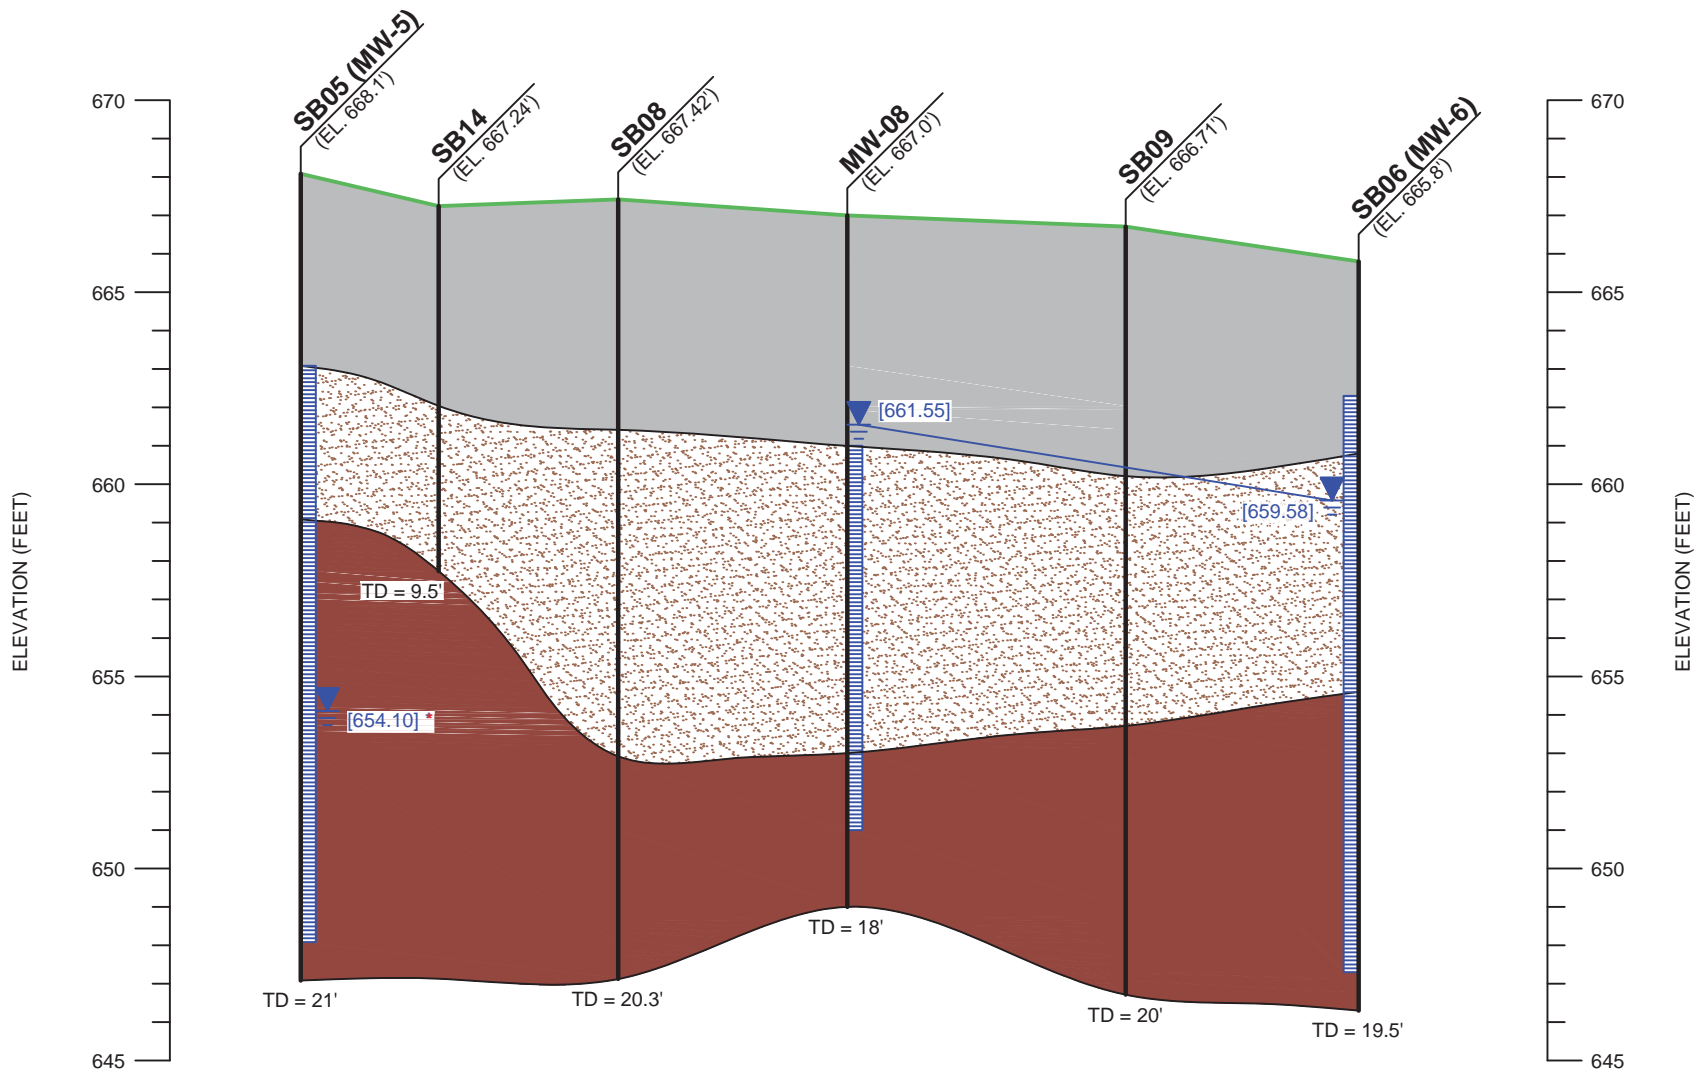 SB05 (MW-5)
(EL. 668.1')
SB14
(EL. 667.24')
SB08
(EL. 667.42')
MW-08
(EL. 667.0')
SB09
(EL. 666.71')
SB06 (MW-6)
(EL. 665.8')
670
665
660
655
650
645
ELEVATION (FEET)
670
665
660
655
650
645
ELEVATION (FEET)
[661.55]
[659.58]
[654.10] *
TD = 9.5'
TD = 21'
TD = 20.3'
TD = 18'
TD = 20'
TD = 19.5'